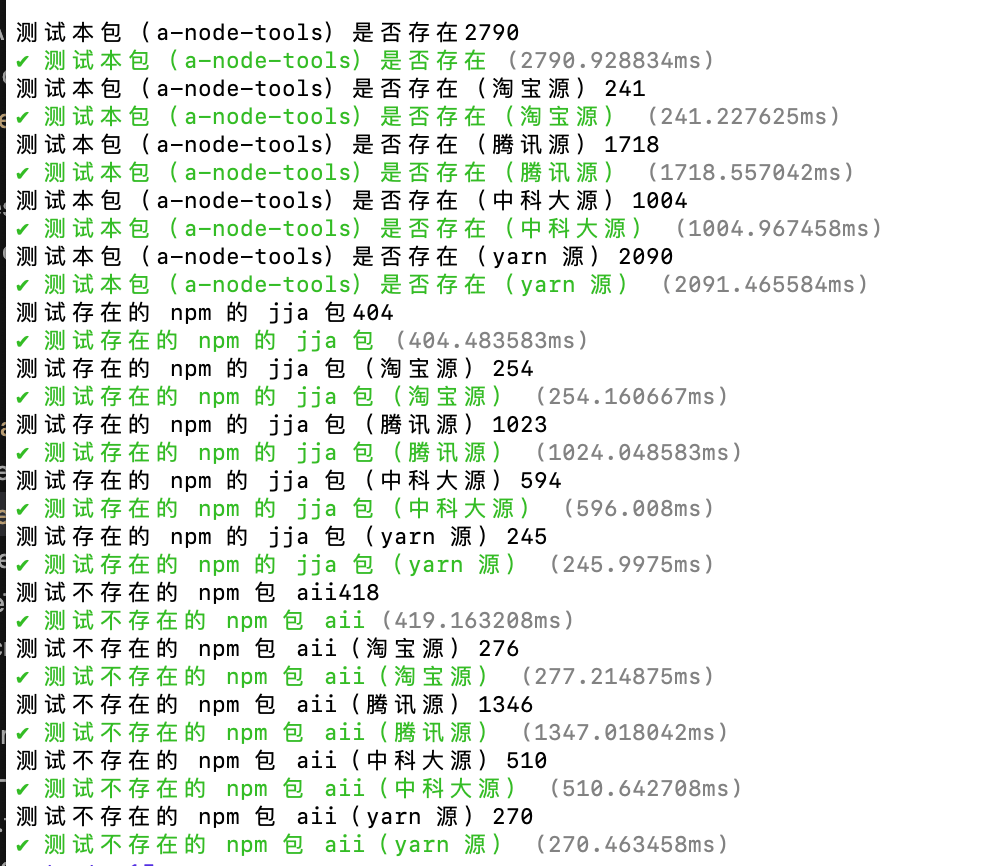 测试本包（a-node-tools）是否存在2790
✔ 测试本包（a-node-tools）是否存在 (2790.928834ms)
测试本包（a-node-tools）是否存在（淘宝源）241
✔ 测试本包（a-node-tools）是否存在（淘宝源） (241.227625ms)
测试本包（a-node-tools）是否存在（腾讯源）1718
✔ 测试本包（a-node-tools）是否存在（腾讯源） (1718.557042ms)
测试本包（a-node-tools）是否存在（中科大源）1004
✔ 测试本包（a-node-tools）是否存在（中科大源） (1004.967458ms)
测试本包（a-node-tools）是否存在（yarn 源）2090
✔ 测试本包（a-node-tools）是否存在（yarn 源） (2091.465584ms)
测试存在的 npm 的 jja 包404
✔ 测试存在的 npm 的 jja 包 (404.483583ms)
测试存在的 npm 的 jja 包（淘宝源）254
✔ 测试存在的 npm 的 jja 包（淘宝源） (254.160667ms)
测试存在的 npm 的 jja 包（腾讯源）1023
✔ 测试存在的 npm 的 jja 包（腾讯源） (1024.048583ms)
测试存在的 npm 的 jja 包（中科大源）594
✔ 测试存在的 npm 的 jja 包（中科大源） (596.008ms)
测试存在的 npm 的 jja 包（yarn 源）245
✔ 测试存在的 npm 的 jja 包（yarn 源） (245.9975ms)
测试不存在的 npm 包 aii418
✔ 测试不存在的 npm 包 aii (419.163208ms)
测试不存在的 npm 包 aii（淘宝源）276
✔ 测试不存在的 npm 包 aii（淘宝源） (277.214875ms)
测试不存在的 npm 包 aii（腾讯源）1346
✔ 测试不存在的 npm 包 aii（腾讯源） (1347.018042ms)
测试不存在的 npm 包 aii（中科大源）510
✔ 测试不存在的 npm 包 aii（中科大源） (510.642708ms)
测试不存在的 npm 包 aii（yarn 源）270
✔ 测试不存在的 npm 包 aii（yarn 源） (270.463458ms)